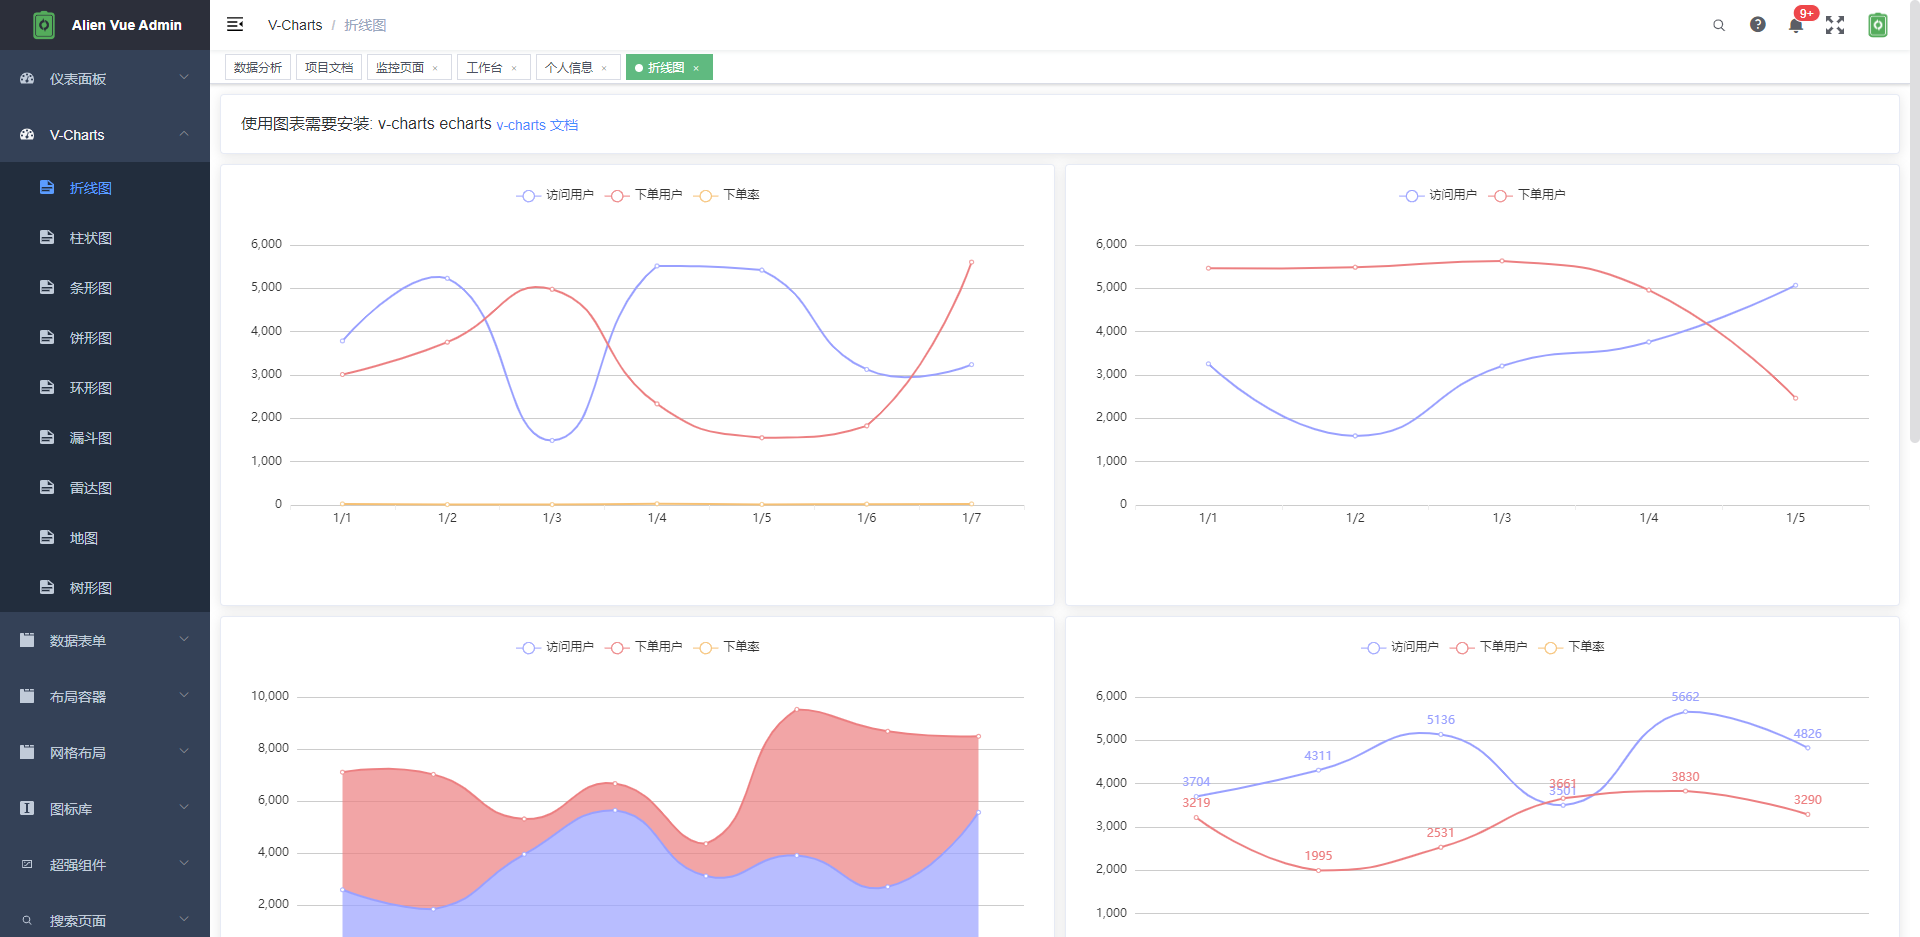 Alien Vue Admin
仪表面板
V-Charts
折线图
柱状图
条形图
饼形图
环形图
漏斗图
雷达图
地图
树形图
数据表单
布局容器
网格布局
图标库
超强组件
搜索页面
V-Charts / 折线图
9+
数据分析 项目文档 监控页面 × 工作台 × 个人信息 × 折线图 ×
使用图表需要安装: v-charts echarts v-charts 文档
访问用户 下单用户 下单率
6,000
5,000
4,000
3,000
2,000
1,000
0
1/1 1/2 1/3 1/4 1/5 1/6 1/7
访问用户 下单用户
6,000
5,000
4,000
3,000
2,000
1,000
0
1/1 1/2 1/3 1/4 1/5
访问用户 下单用户 下单率
10,000
8,000
6,000
4,000
2,000
访问用户 下单用户 下单率
6,000
5,000
4,000
3,000
2,000
1,000
3704 4311 5136 3501 5662 4826
3219 1995 2531 3661 3830 3290